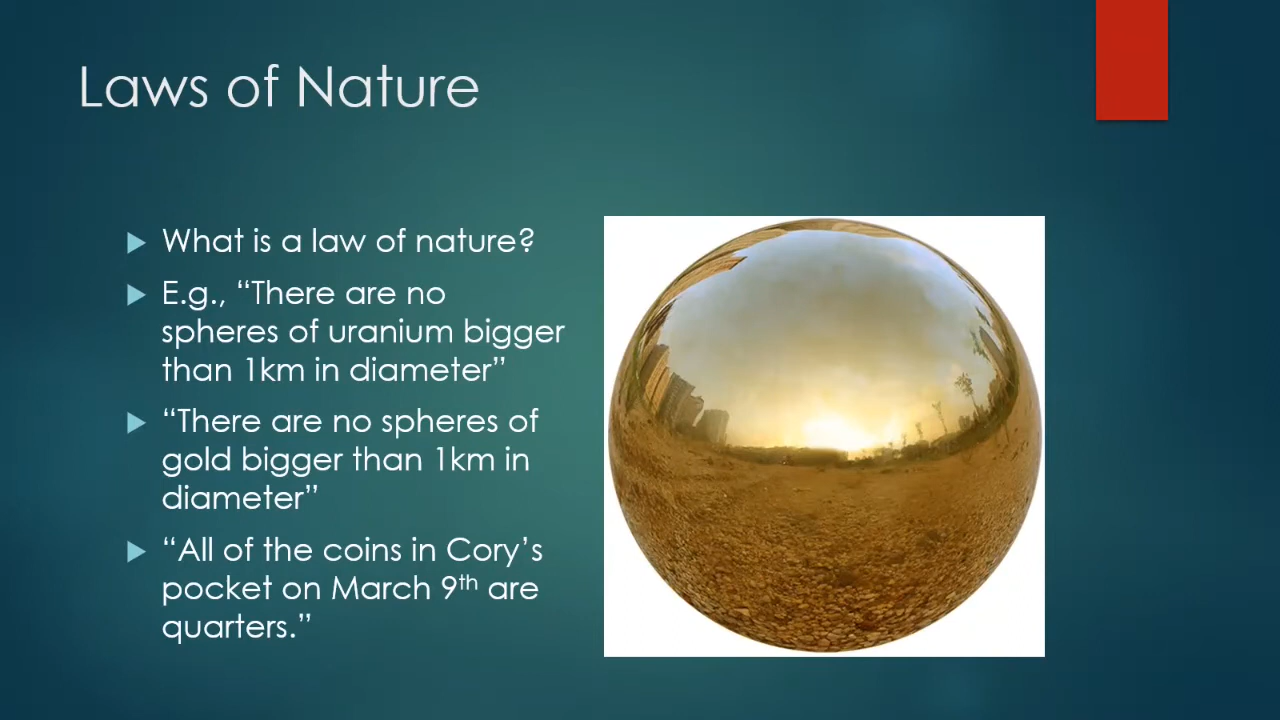 Laws of Nature
What is a law of nature?
E.g., “There are no
spheres of uranium bigger
than 1km in diameter”
“There are no spheres of
gold bigger than 1km in
diameter”
“All of the coins in Cory’s
pocket on March 9th are
quarters.”